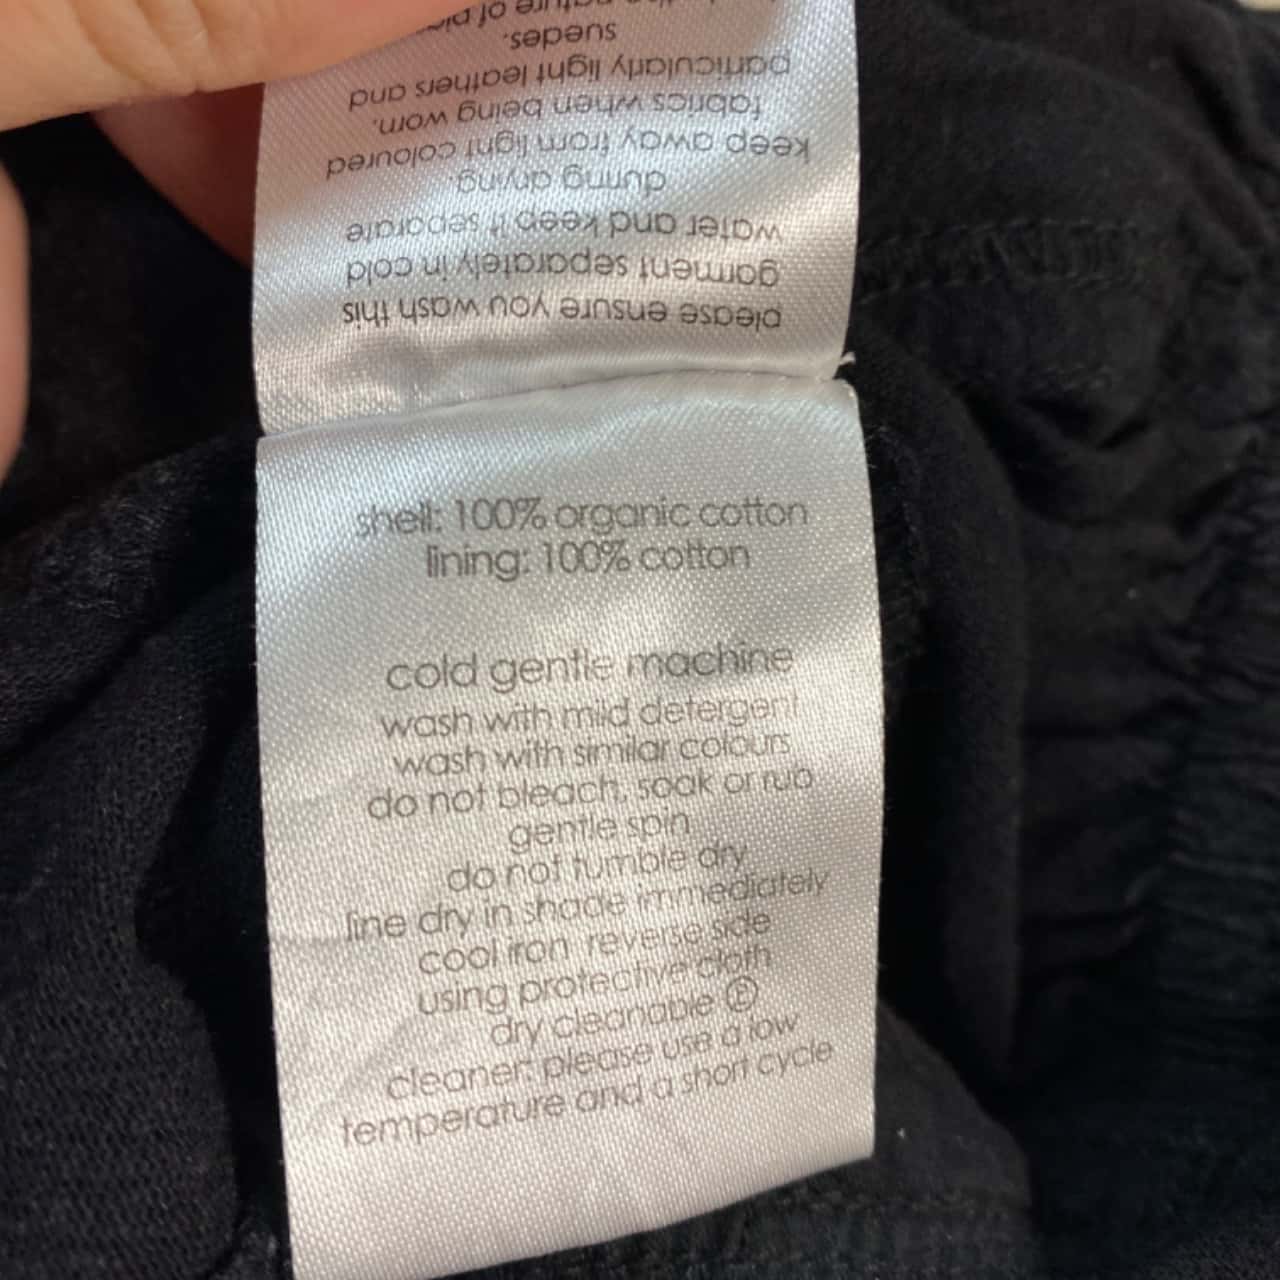 please ensure you wash this
garment separately in cold
water and keep it separate
during drying.
keep away from light coloured
fabrics when being worn.
particularly light leathers and
suedes.
nature of
shell: 100% organic cotton
lining: 100% cotton
cold gentle machine
wash with mild detergent
wash with similar colours
do not bleach, soak or rub
gentle spin
do not tumble dry
line dry in shade immediately
cool iron reverse side
using protective cloth
dry cleanable Ⓟ
cleaner: please use a low
temperature and a short cycle